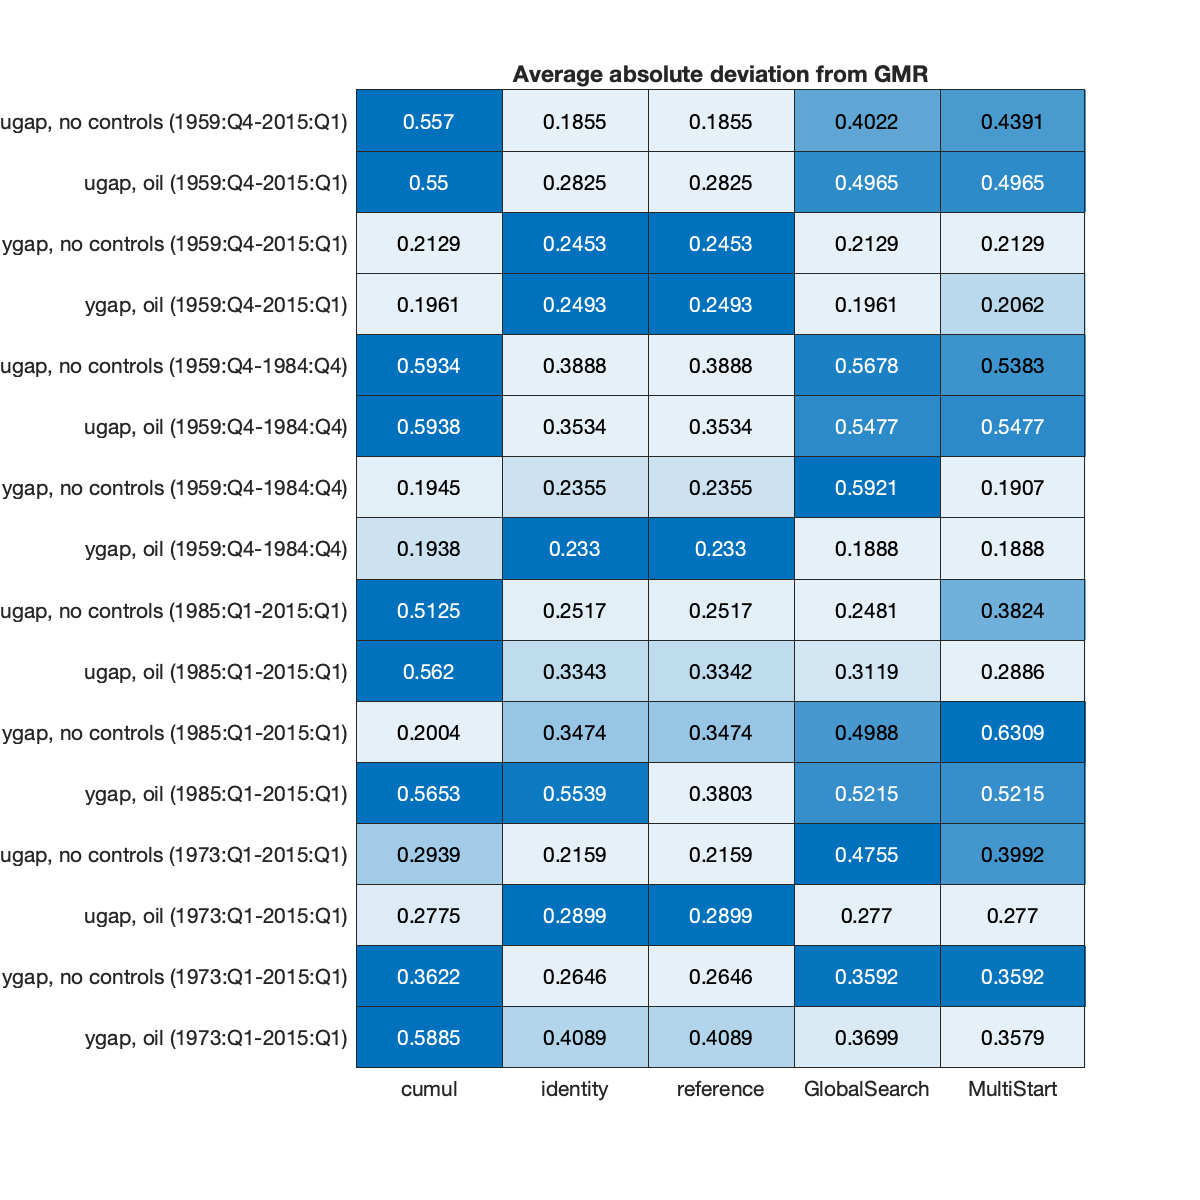 Average absolute deviation from GMR
ugap, no controls (1959:Q4-2015:Q1) 0.557 0.1855 0.1855 0.4022 0.4391
ugap, oil (1959:Q4-2015:Q1) 0.55 0.2825 0.2825 0.4965 0.4965
ygap, no controls (1959:Q4-2015:Q1) 0.2129 0.2453 0.2453 0.2129 0.2129
ygap, oil (1959:Q4-2015:Q1) 0.1961 0.2493 0.2493 0.1961 0.2062
ugap, no controls (1959:Q4-1984:Q4) 0.5934 0.3888 0.3888 0.5678 0.5383
ugap, oil (1959:Q4-1984:Q4) 0.5938 0.3534 0.3534 0.5477 0.5477
ygap, no controls (1959:Q4-1984:Q4) 0.1945 0.2355 0.2355 0.5921 0.1907
ygap, oil (1959:Q4-1984:Q4) 0.1938 0.233 0.233 0.1888 0.1888
ugap, no controls (1985:Q1-2015:Q1) 0.5125 0.2517 0.2517 0.2481 0.3824
ugap, oil (1985:Q1-2015:Q1) 0.562 0.3343 0.3342 0.3119 0.2886
ygap, no controls (1985:Q1-2015:Q1) 0.2004 0.3474 0.3474 0.4988 0.6309
ygap, oil (1985:Q1-2015:Q1) 0.5653 0.5539 0.3803 0.5215 0.5215
ugap, no controls (1973:Q1-2015:Q1) 0.2939 0.2159 0.2159 0.4755 0.3992
ugap, oil (1973:Q1-2015:Q1) 0.2775 0.2899 0.2899 0.277 0.277
ygap, no controls (1973:Q1-2015:Q1) 0.3622 0.2646 0.2646 0.3592 0.3592
ygap, oil (1973:Q1-2015:Q1) 0.5885 0.4089 0.4089 0.3699 0.3579
cumul identity reference GlobalSearch MultiStart